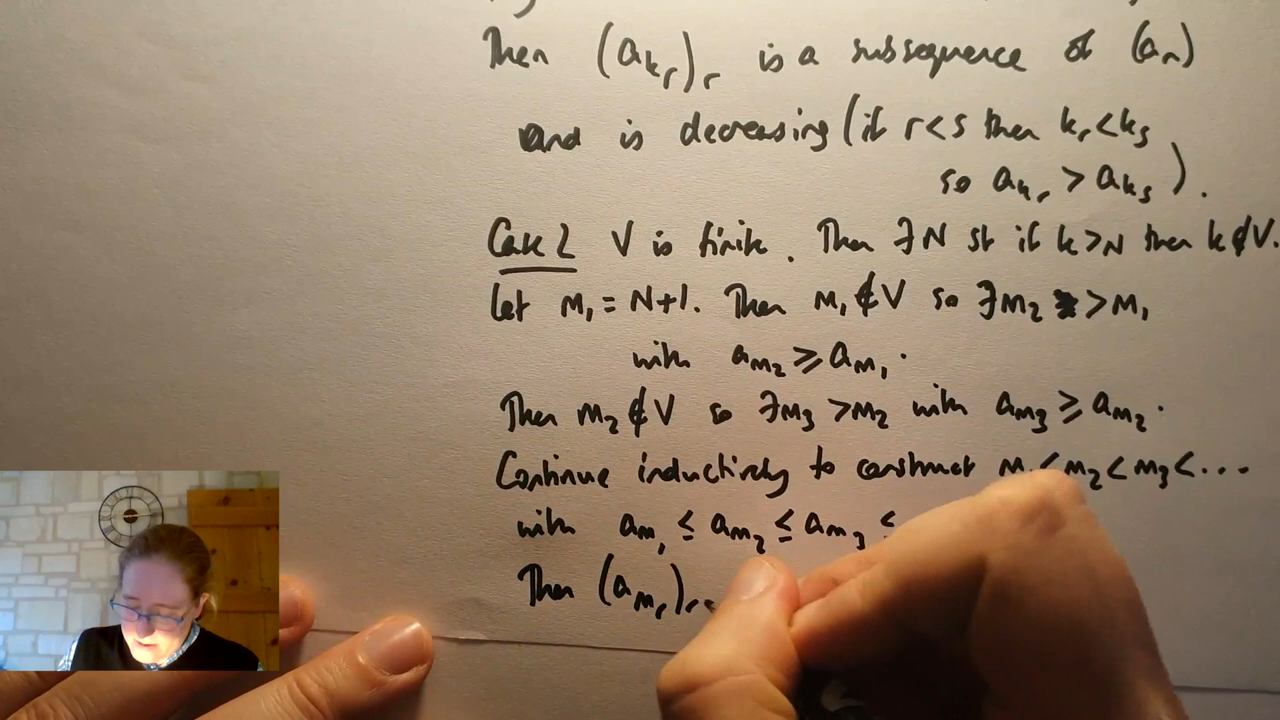 Then (a_{k_r})_r is a subsequence of (a_n)
and is decreasing (if r<s then k_r<k_s
so a_{k_r} > a_{k_s}).
Case 2 V is finite. Then ∃N st if k>N then k∉V.
Let m_1 = N+1. Then m_1∉V so ∃m_2 >m_1
with a_{m_2} ⩾ a_{m_1}.
Then m_2∉V so ∃m_3 >m_2 with a_{m_3} ⩾ a_{m_2}.
Continue inductively to construct m_1<m_2<m_3<...
with a_{m_1} ≤ a_{m_2} ≤ a_{m_3} ≤
Then (a_{m_r})_r